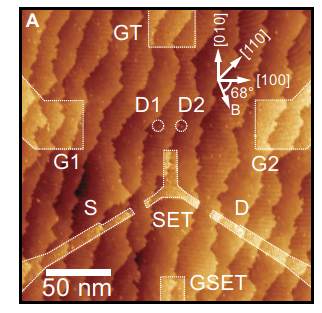 A
GT
[010]
[110]
[100]
68°
B
D1 D2
G1
G2
S
SET
D
GSET
50 nm